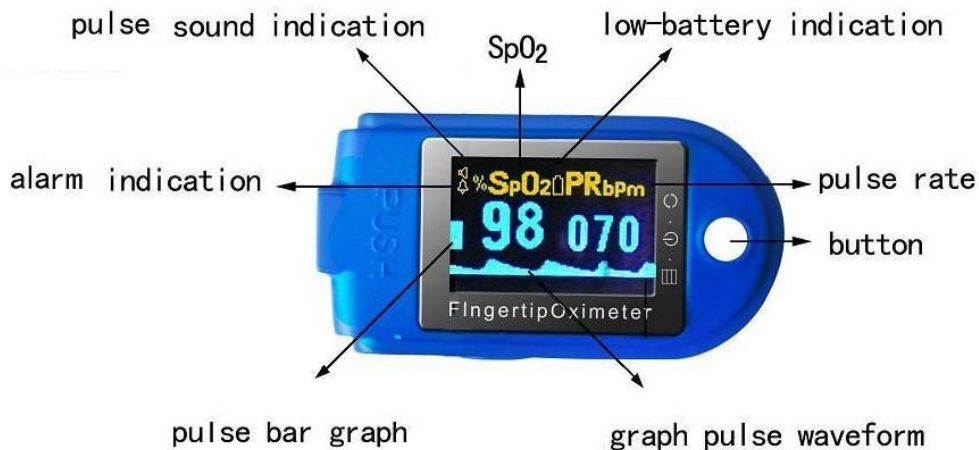 pulse sound indication
SpO₂
low-battery indication
alarm indication
%SpO2 PRbpm
pulse rate
PUSH
98 070
button
FIngertipOximeter
pulse bar graph
graph pulse waveform